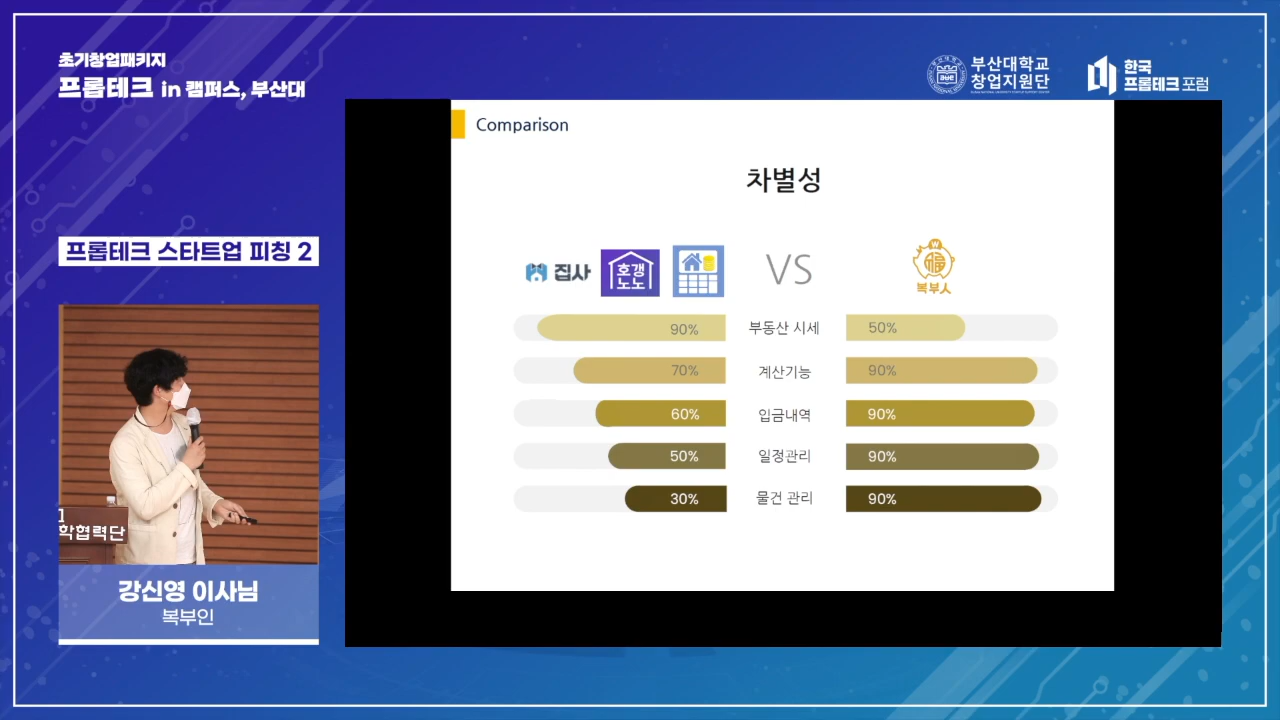 초기창업패키지
프롭테크 in 캠퍼스, 부산대
부산대학교
창업지원단
한국
프롭테크 포럼
Comparison
차별성
프롭테크 스타트업 피칭 2
집사
호갱
노노
VS
W
福
복부人
90% 부동산 시세 50%
70% 계산기능 90%
60% 입금내역 90%
50% 일정관리 90%
30% 물건 관리 90%
학협력단
강신영 이사님
복부인